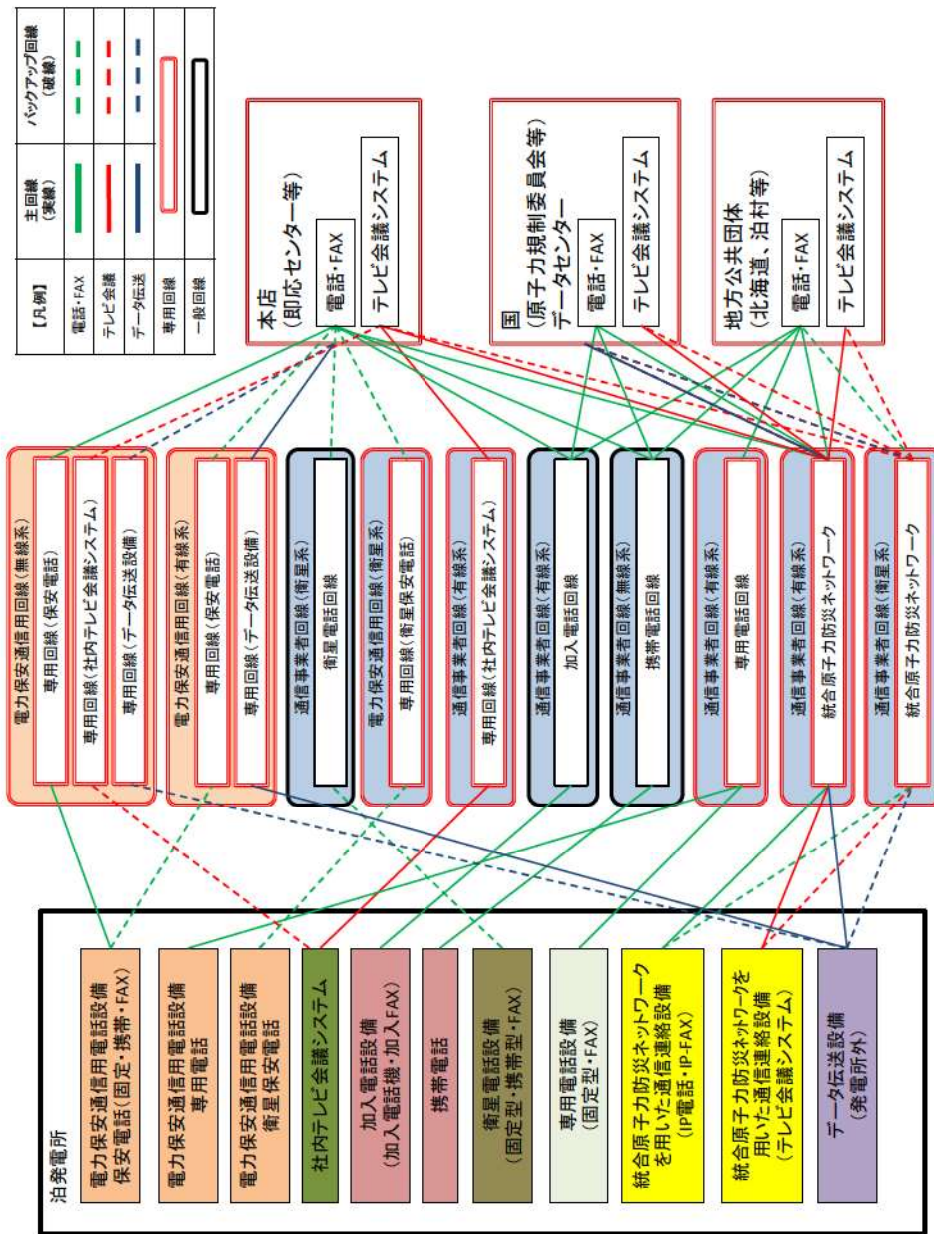 【凡例】
主回線
(実線)
バックアップ回線
(破線)
電話・FAX
テレビ会議
データ伝送
専用回線
一般回線
泊発電所
電力保安通信用電話設備
保安電話(固定・携帯・FAX)
電力保安通信用電話設備
専用電話
電力保安通信用電話設備
衛星保安電話
社内テレビ会議システム
加入電話設備
(加入電話機・加入FAX)
携帯電話
衛星電話設備
(固定型・携帯型・FAX)
専用電話設備
(固定型・FAX)
統合原子力防災ネットワーク
を用いた通信連絡設備
(IP電話・IP-FAX)
統合原子力防災ネットワークを
用いた通信連絡設備
(テレビ会議システム)
データ伝送設備
(発電所外)
電力保安通信用回線(無線系)
専用回線(保安電話)
専用回線(社内テレビ会議システム)
専用回線(データ伝送設備)
電力保安通信用回線(有線系)
専用回線(保安電話)
専用回線(データ伝送設備)
通信事業者回線(衛星系)
衛星電話回線
電力保安通信用回線(衛星系)
専用回線(衛星保安電話)
通信事業者回線(有線系)
専用回線(社内テレビ会議システム)
通信事業者回線(有線系)
加入電話回線
通信事業者回線(無線系)
携帯電話回線
通信事業者回線(有線系)
専用電話回線
通信事業者回線(有線系)
統合原子力防災ネットワーク
通信事業者回線(衛星系)
統合原子力防災ネットワーク
本店
(即応センター等)
電話・FAX
テレビ会議システム
国
(原子力規制委員会等)
データセンター
電話・FAX
テレビ会議システム
地方公共団体
(北海道、泊村等)
電話・FAX
テレビ会議システム